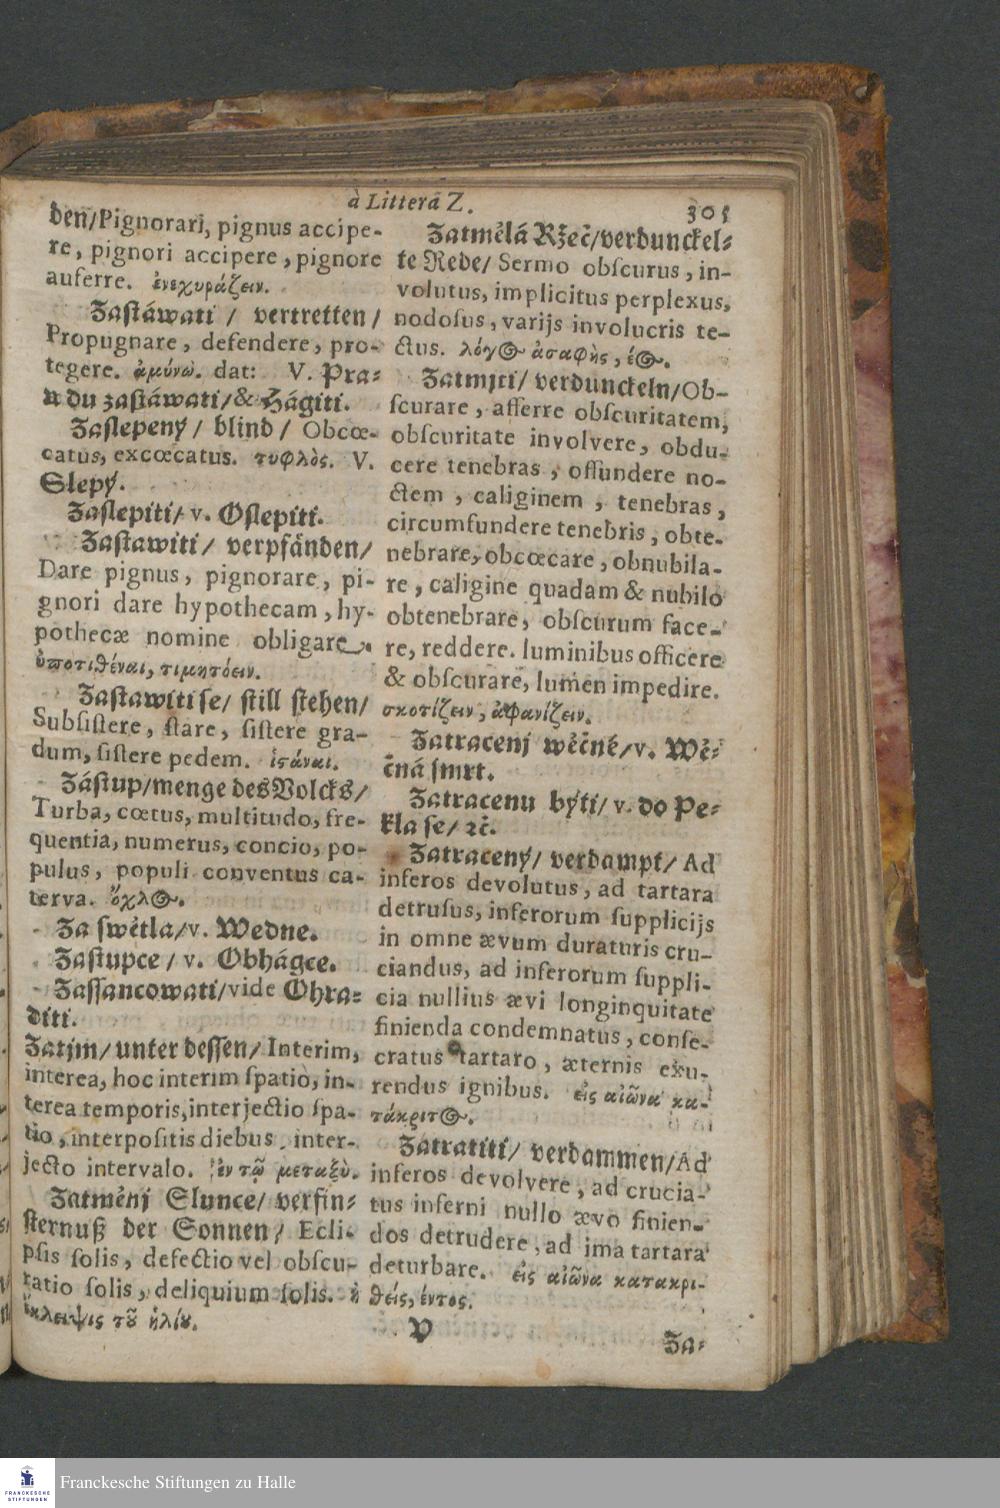 à Litterâ Z.
305
den/Pignorari, pignus accipe-
re, pignori accipere, pignore
auferre. ἐνεχυράζειν.
Zastáwati / vertretten /
Propugnare, defendere, pro-
tegere. ἀμύνω. dat: V. Pra-
wdu zastáwati/& Hágiti.
Zaslepený / blind / Obcœ-
catus, excœcatus. τυφλὸς. V.
Slepý.
Zaslepiti/ v. Oslepiti.
Zastawiti / verpfänden/
Dare pignus, pignorare, pi-
gnori dare hypothecam, hy-
pothecæ nomine obligare.
ὑποτιθέναι, τιμητόειν.
Zastawiti se/ still stehen/
Subsistere, stare, sistere gra-
dum, sistere pedem. ἱςάναι.
Zástup/menge des Volcks/
Turba, cœtus, multitudo, fre-
quentia, numerus, concio, po-
pulus, populi conventus ca-
terva. ὄχλος.
Za swětla/v. Wedne.
Zastupce / v. Obhágce.
Zassancowati/vide Ohra-
diti.
Zatjm/unter dessen/Interim,
interea, hoc interim spatio, in-
terea temporis, interjectio spa-
tio, interpositis diebus, inter-
jecto intervalo. ἐν τῷ μεταξὺ.
Zatměnj Slunce/ verfin-
sternuß der Sonnen/ Ecli-
psis solis, defectio vel obscu-
ratio solis, deliquium solis. ἡ
ἔκλειψις τοῦ ἡλίου.
Zatmělá Ržeč/verdunckel-
te Rede/ Sermo obscurus, in-
volutus, implicitus perplexus,
nodosus, varijs involucris te-
ctus. λόγος ἀσαφὴς, έος.
Zatmjti/ verdunckeln/Ob-
scurare, afferre obscuritatem,
obscuritate involvere, obdu-
cere tenebras, offundere no-
ctem, caliginem, tenebras,
circumfundere tenebris, obte-
nebrare, obcœcare, obnubila-
re, caligine quadam & nubilo
obtenebrare, obscurum face-
re, reddere. luminibus officere
& obscurare, lumen impedire.
σκοτίζειν, ἀφανίζειν.
Zatracenj wěčné/v. Wě-
čná smrt.
Zatracenu býti/v. do Pe-
kla se/ ꝛč.
Zatracený/ verdampt/ Ad
inferos devolutus, ad tartara
detrusus, inferorum supplicijs
in omne ævum duraturis cru-
ciandus, ad inferorum suppli-
cia nullius ævi longinquitate
finienda condemnatus, conse-
cratus tartaro, æternis exu-
rendus ignibus. εἰς αἰῶνα κα-
τάκριτος.
Zatratiti/ verdammen/Ad
inferos devolvere, ad crucia-
tus inferni nullo ævo finien-
dos detrudere, ad ima tartara
deturbare. εἰς αἰῶνα κατακρι-
θείς, έντος.
V
Za-
Franckesche Stiftungen zu Halle
FRANCKESCHE
STIFTUNGEN